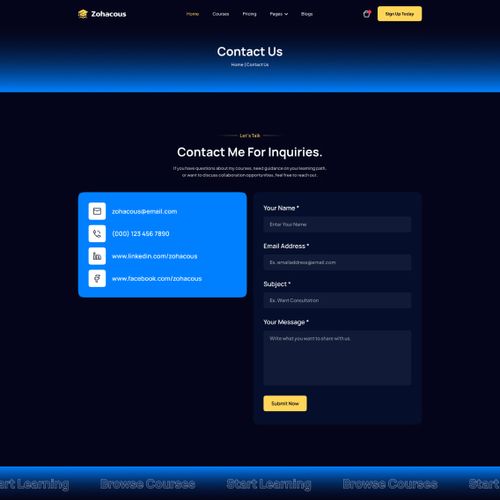 Zohacous
Home
Courses
Pricing
Pages
Blogs
Sign Up Today
Contact Us
Home | Contact Us
Let's Talk
Contact Me For Inquiries.
If you have questions about my courses, need guidance on your learning path,
or want to discuss collaboration opportunities, feel free to reach out.
zohacous@email.com
(000) 123 456 7890
www.linkedin.com/zohacous
www.facebook.com/zohacous
Your Name *
Enter Your Name
Email Address *
Ex. emailaddress@email.com
Subject *
Ex. Want Consultation
Your Message *
Write what you want to share with us
Submit Now
art Learning
Browse Courses
Start Learning
Browse Courses
Start